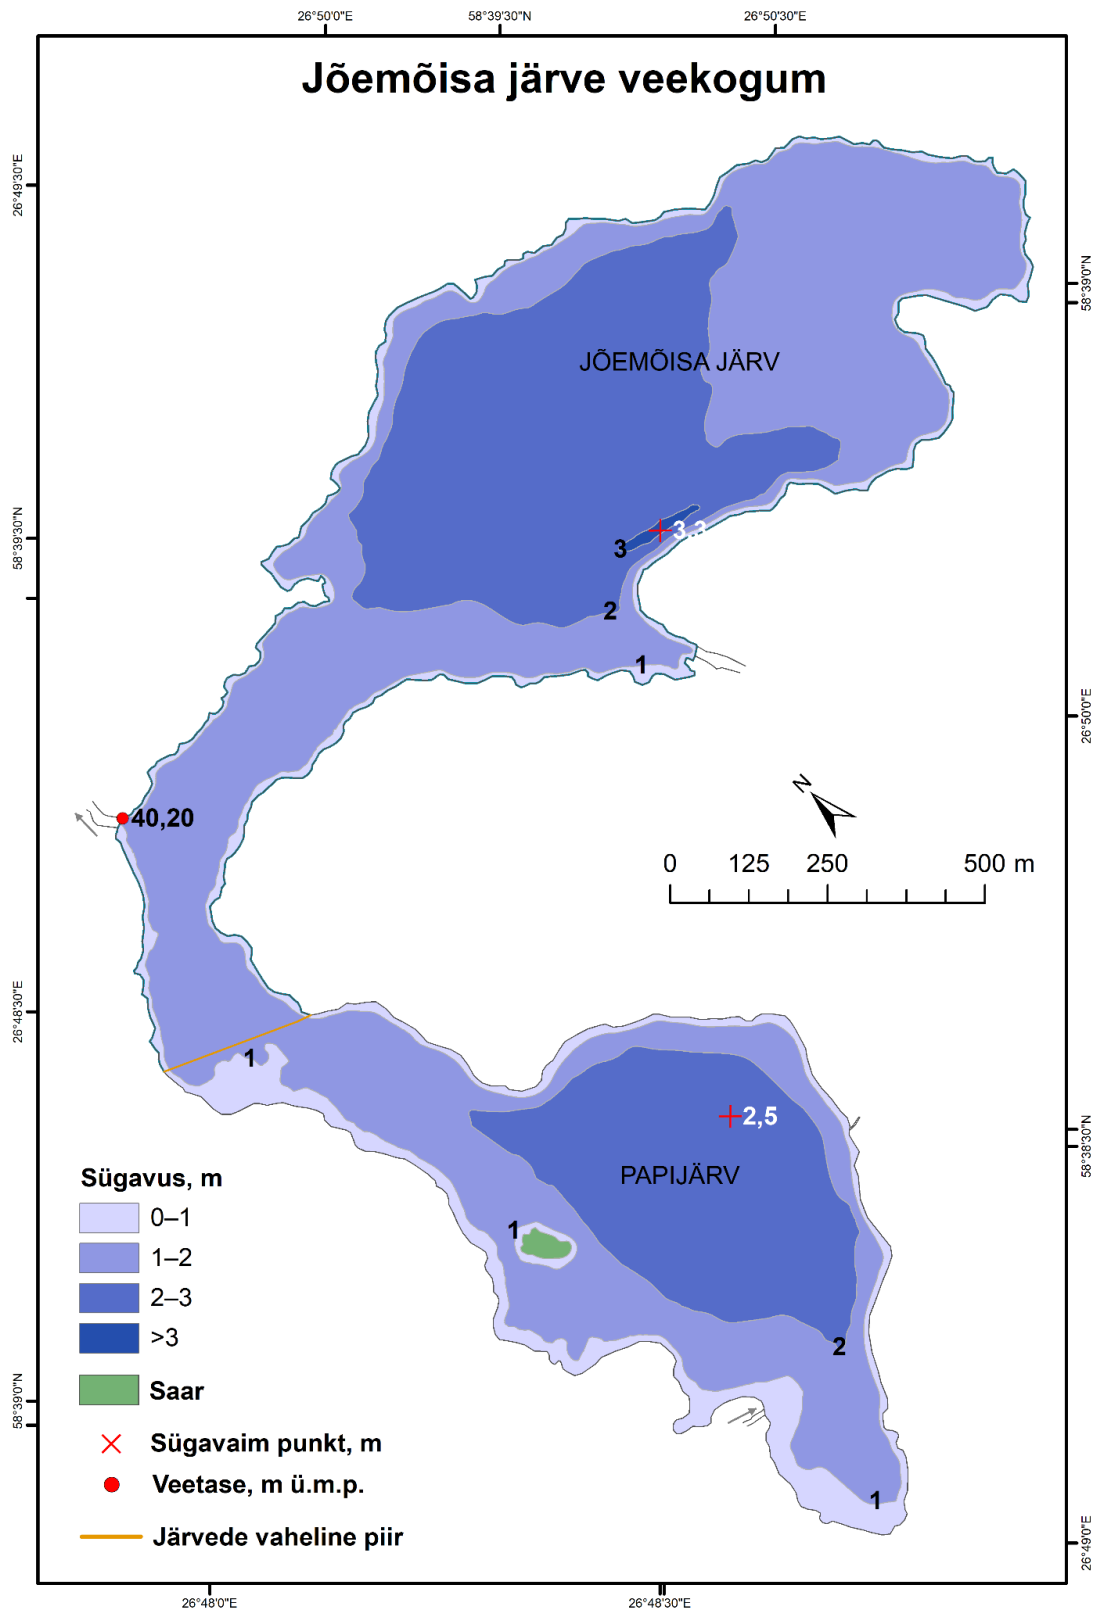 26°50'0"E
58°39'30"N
26°50'30"E
Jõemõisa järve veekogum
26°49'30"E
58°39'0"N
JÕEMÕISA JÄRV
58°39'30"N
3,3
3
2
1
26°50'0"E
N
40,20
0 125 250 500 m
26°48'30"E
1
2,5
58°38'30"N
PAPIJÄRV
Sügavus, m
0–1
1
1–2
2–3
>3
2
Saar
58°39'0"N
Sügavaim punkt, m
Veetase, m ü.m.p.
1
Järvede vaheline piir
26°49'0"E
26°48'0"E
26°48'30"E